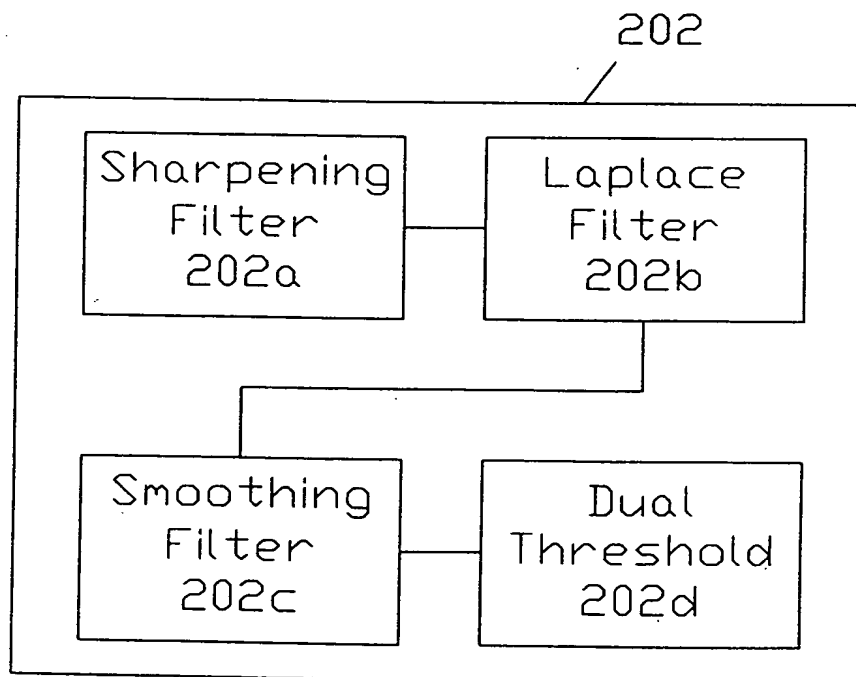 202
Sharpening
Filter
202a
Laplace
Filter
202b
Smoothing
Filter
202c
Dual
Threshold
202d